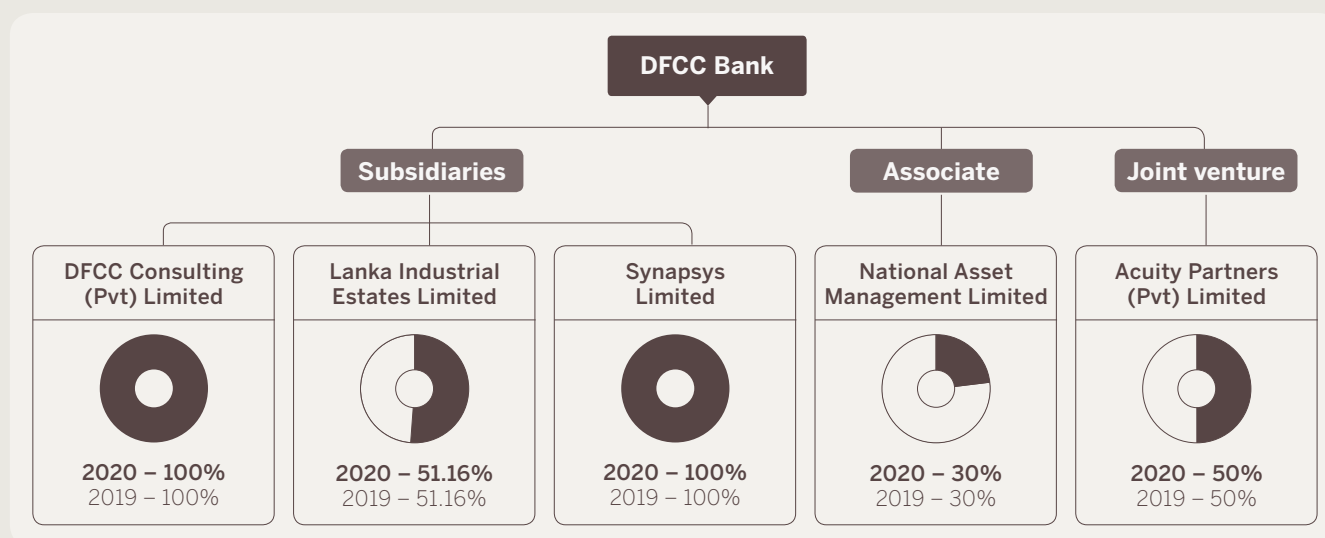 DFCC Bank
Subsidiaries
Associate
Joint venture
DFCC Consulting
(Pvt) Limited
2020 – 100%
2019 – 100%
Lanka Industrial
Estates Limited
2020 – 51.16%
2019 – 51.16%
Synapsys
Limited
2020 – 100%
2019 – 100%
National Asset
Management Limited
2020 – 30%
2019 – 30%
Acuity Partners
(Pvt) Limited
2020 – 50%
2019 – 50%